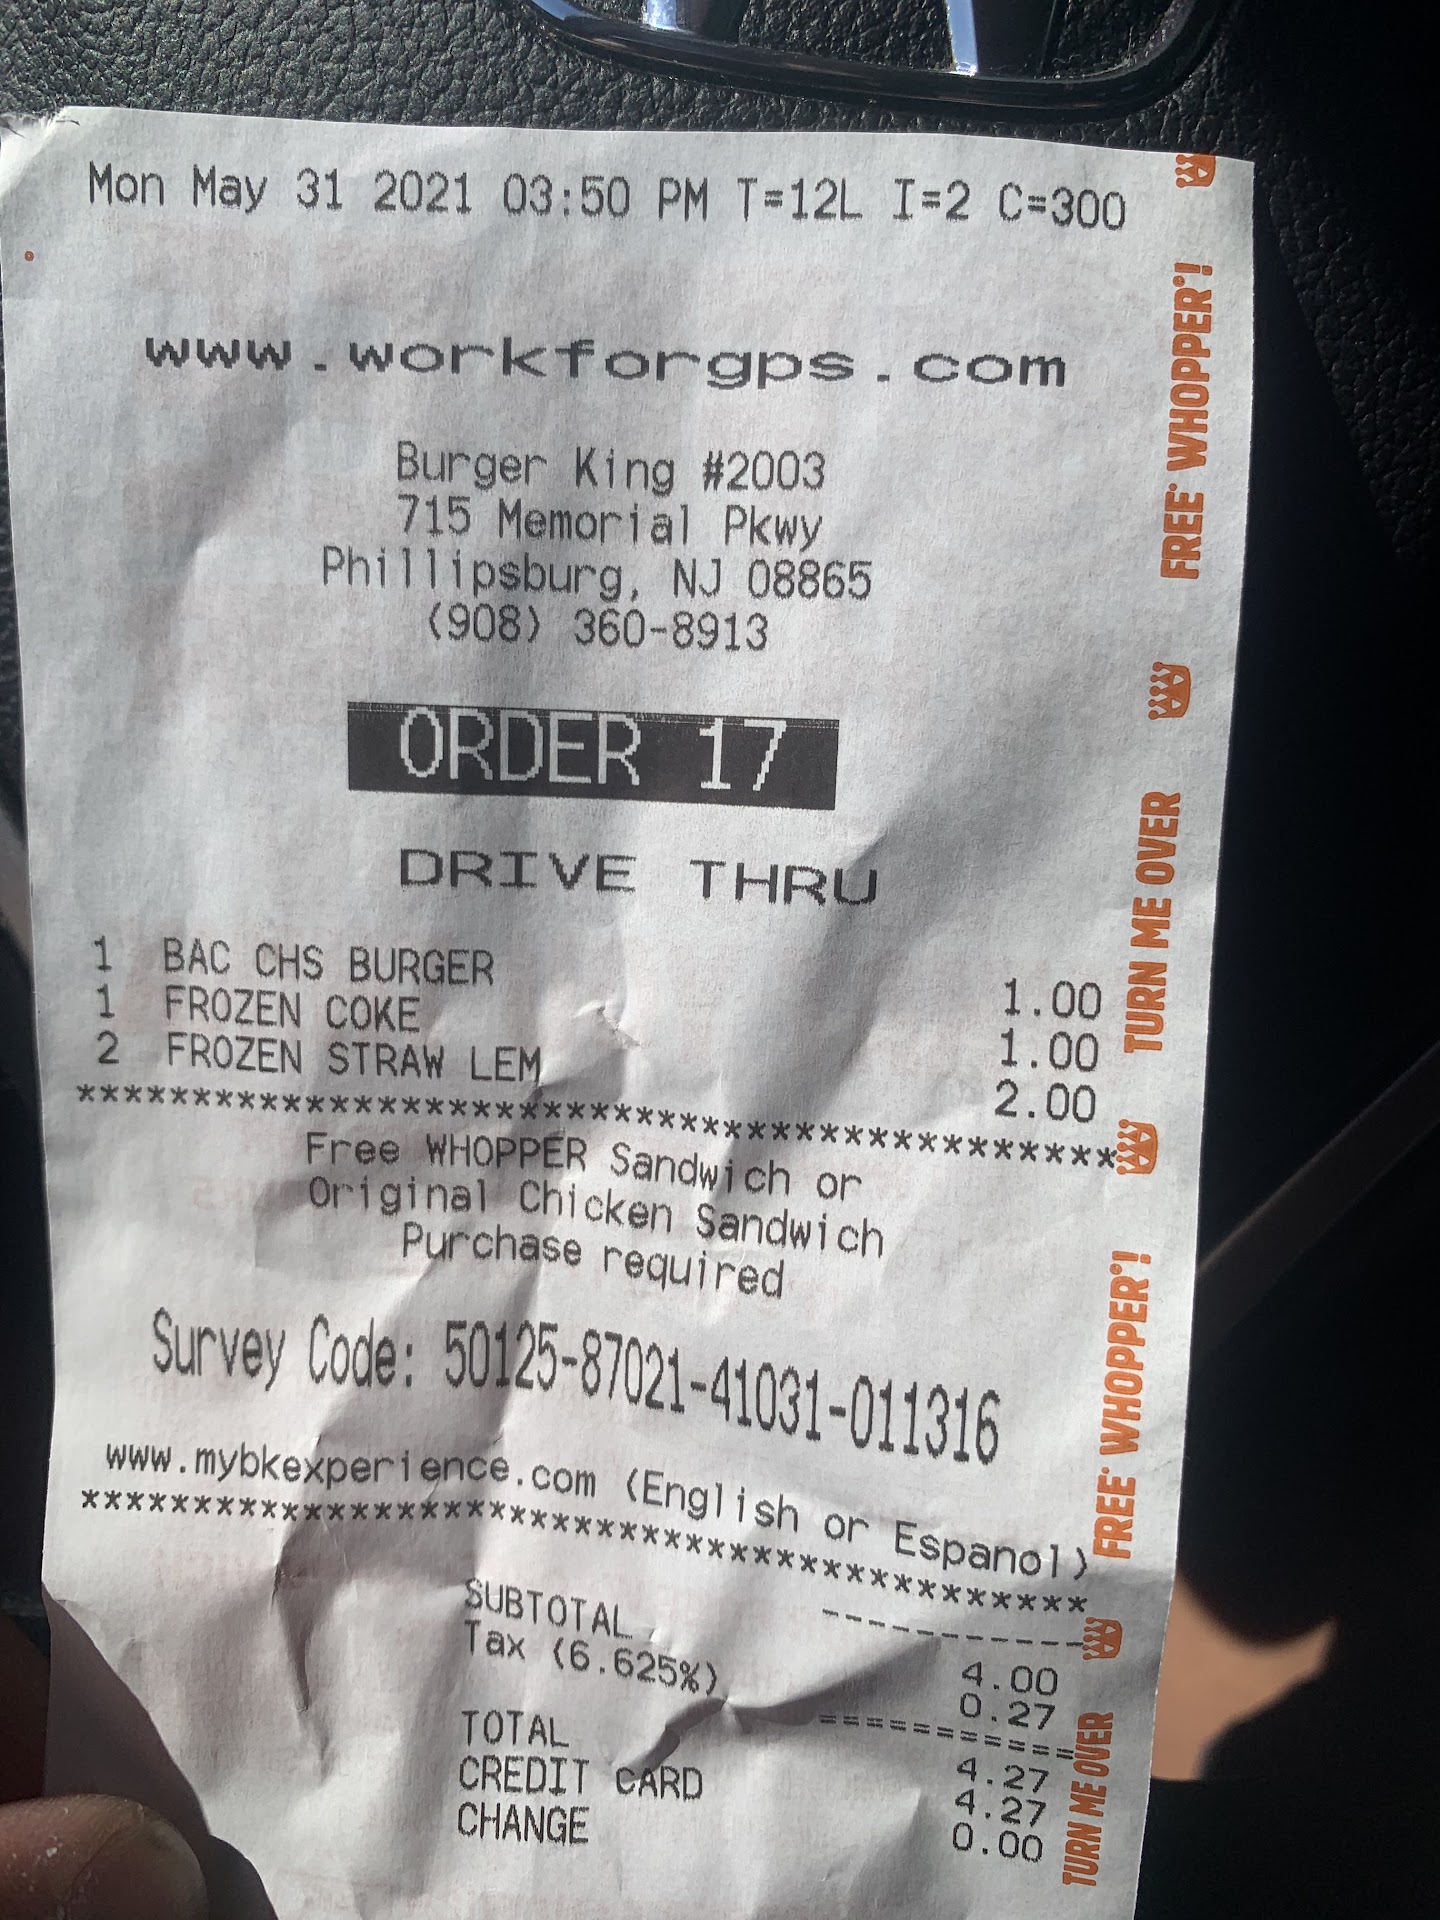 Mon May 31 2021 03:50 PM T=12L I=2 C=300
www.workforgps.com
Burger King #2003
715 Memorial Pkwy
Phillipsburg, NJ 08865
(908) 360-8913
ORDER 17
DRIVE THRU
1 BAC CHS BURGER 1.00
1 FROZEN COKE 1.00
2 FROZEN STRAW LEM 2.00
****************************************
Free WHOPPER Sandwich or
Original Chicken Sandwich
Purchase required
Survey Code: 50125-87021-41031-011316
www.mybkexperience.com (English or Espanol)
****************************************
SUBTOTAL 4.00
Tax (6.625%) 0.27
TOTAL 4.27
CREDIT CARD 4.27
CHANGE 0.00
FREE WHOPPER®!
TURN ME OVER
FREE WHOPPER®!
TURN ME OVER